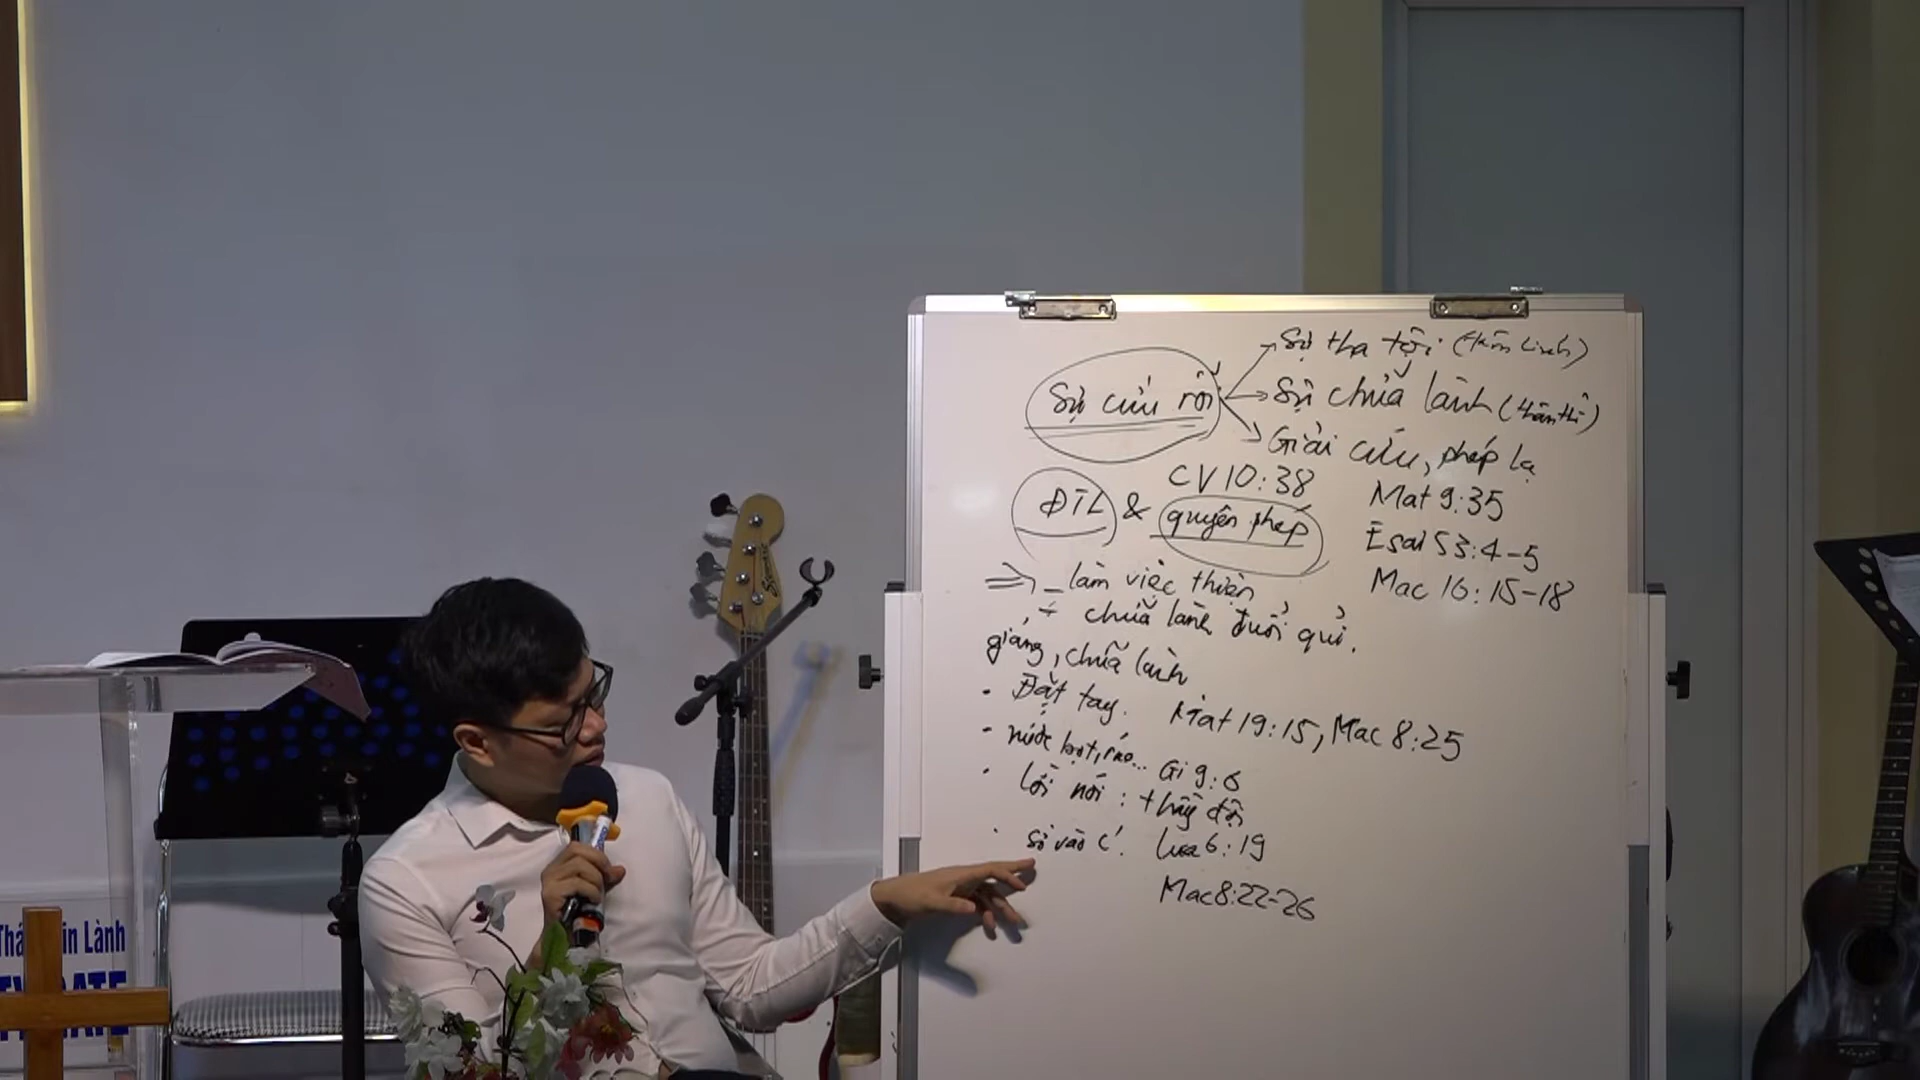 Sự tha tội (tâm linh)
Sự cứu rỗi
Sự chữa lành (thân thể)
Giải cứu, phép lạ
CV 10:38
Mat 9:35
ĐTL & quyền phép
Êsai 53:4-5
Mac 16:15-18
⇒ - làm việc thiện
+ chữa lành đuổi quỉ.
giảng, chữa lành
• Đặt tay. Mat 19:15, Mac 8:25
• nước bọt, ... Gi 9:6
• lời nói: thầy đội
• sờ vào C. Lua 6:19
Mac 8:22-26
in Lành